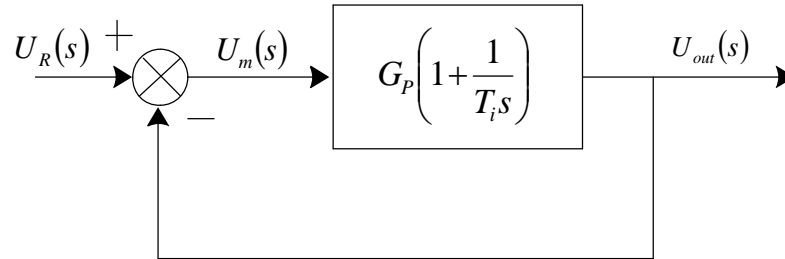 U_R(s) + U_m(s) G_P(1+1/(T_i s)) U_out(s)
−